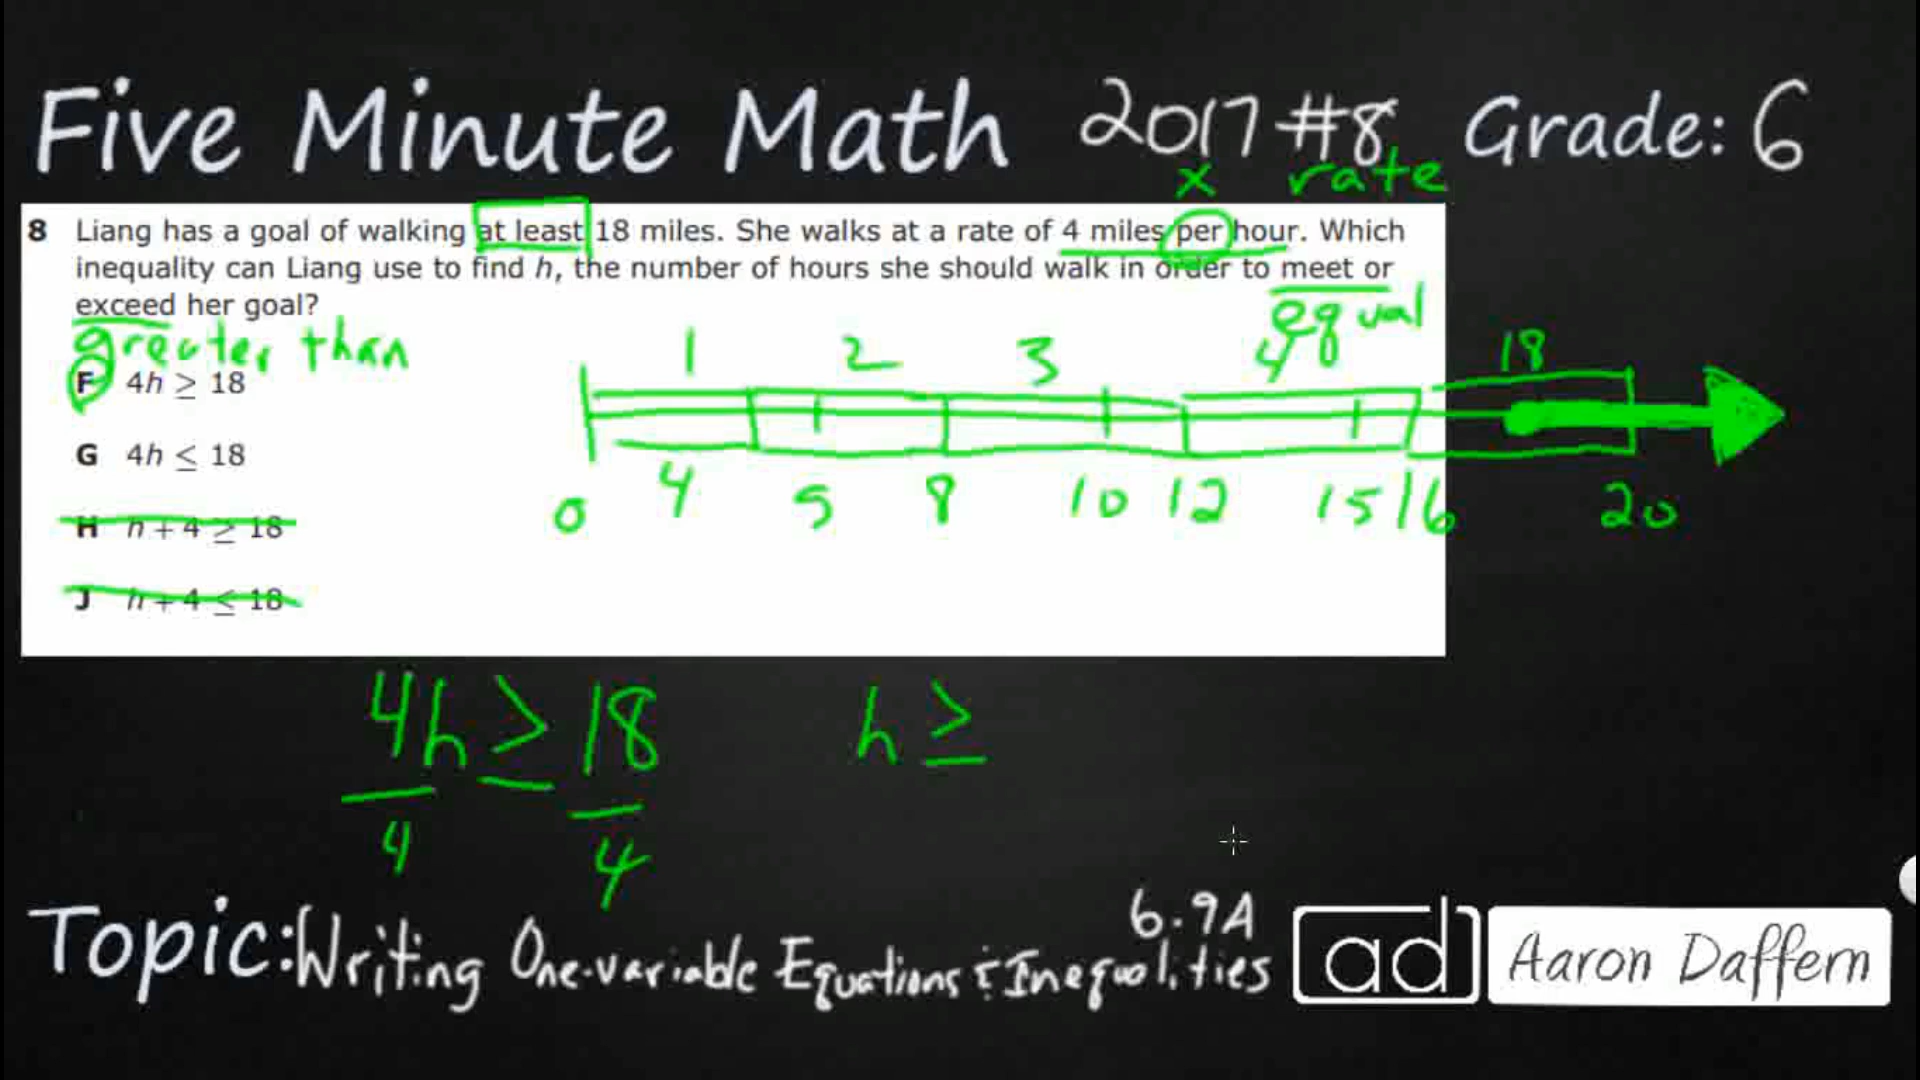 Five Minute Math 2017 #8 Grade: 6
x rate
8 Liang has a goal of walking at least 18 miles. She walks at a rate of 4 miles per hour. Which
inequality can Liang use to find h, the number of hours she should walk in order to meet or
exceed her goal?
greater than
equal
1 2 3 4 18
F 4h ≥ 18
G 4h ≤ 18
0 4 5 8 10 12 15 16 20
H h + 4 ≥ 18
J h + 4 ≤ 18
4h ≥ 18 h ≥
4 4
6.9A
Topic: Writing One-variable Equations & Inequalities
ad Aaron Daffern